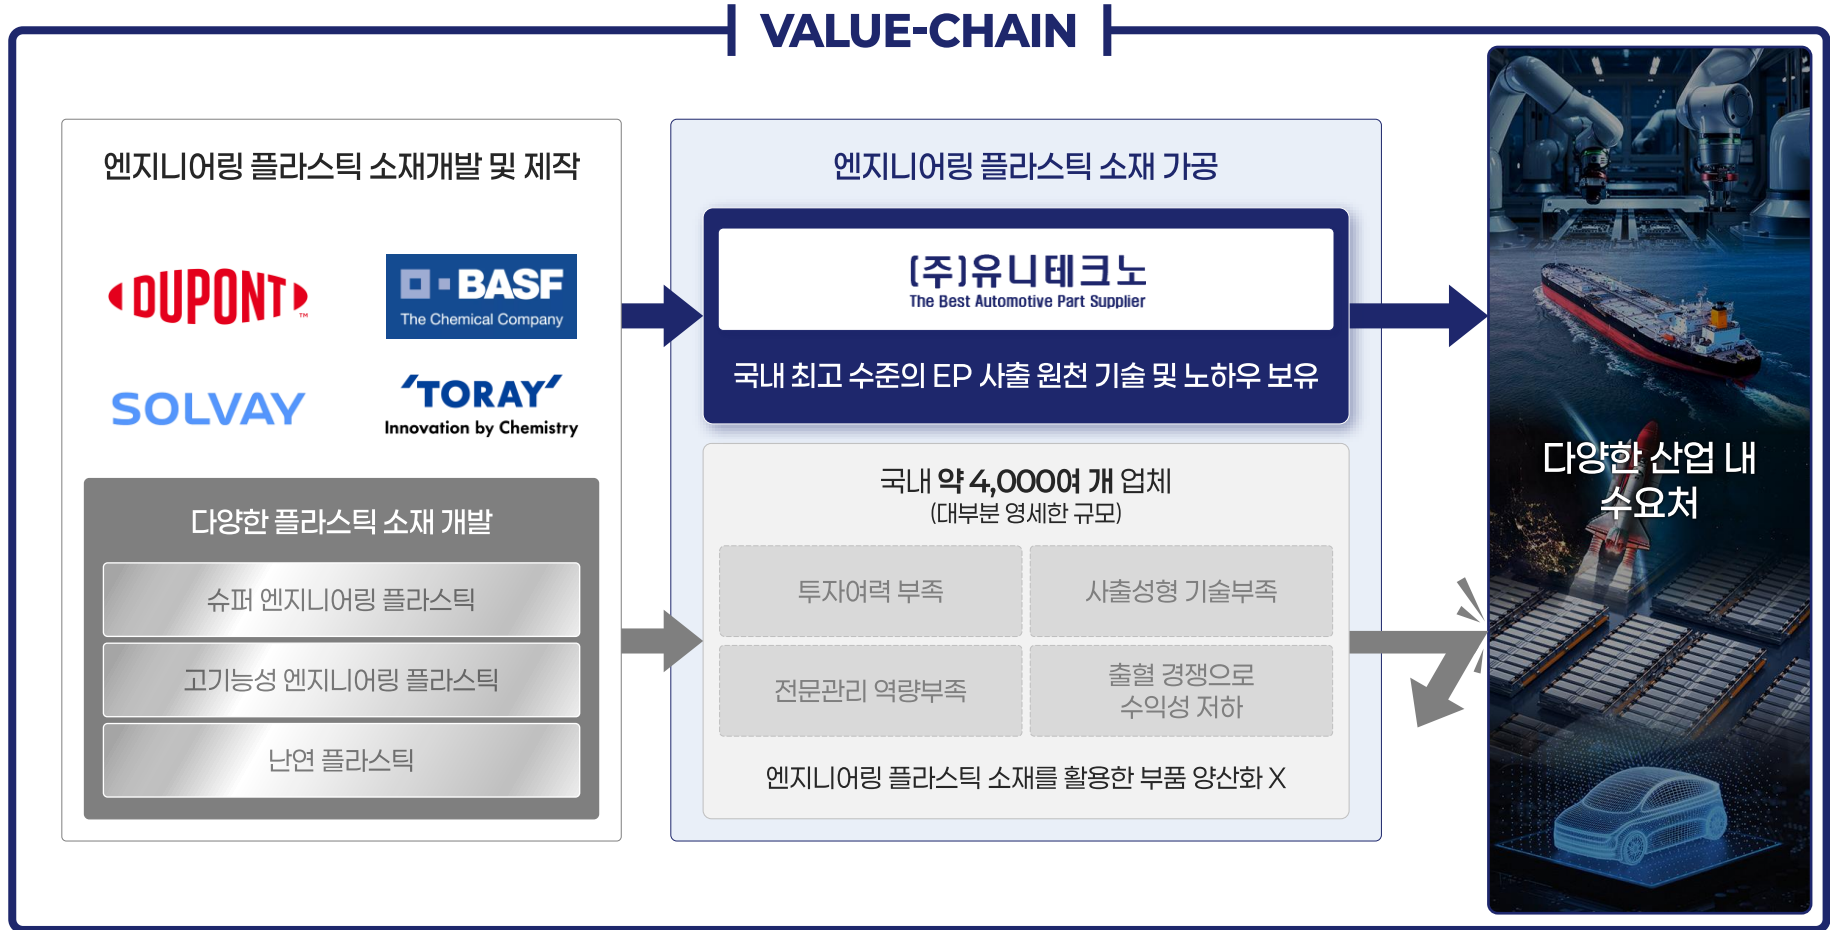 VALUE-CHAIN
엔지니어링 플라스틱 소재개발 및 제작
DUPONT™
BASF
The Chemical Company
SOLVAY
'TORAY'
Innovation by Chemistry
다양한 플라스틱 소재 개발
슈퍼 엔지니어링 플라스틱
고기능성 엔지니어링 플라스틱
난연 플라스틱
엔지니어링 플라스틱 소재 가공
(주)유니테크노
The Best Automotive Part Supplier
국내 최고 수준의 EP 사출 원천 기술 및 노하우 보유
국내 약 4,000여 개 업체
(대부분 영세한 규모)
투자여력 부족
사출성형 기술부족
전문관리 역량부족
출혈 경쟁으로
수익성 저하
엔지니어링 플라스틱 소재를 활용한 부품 양산화 X
다양한 산업 내
수요처